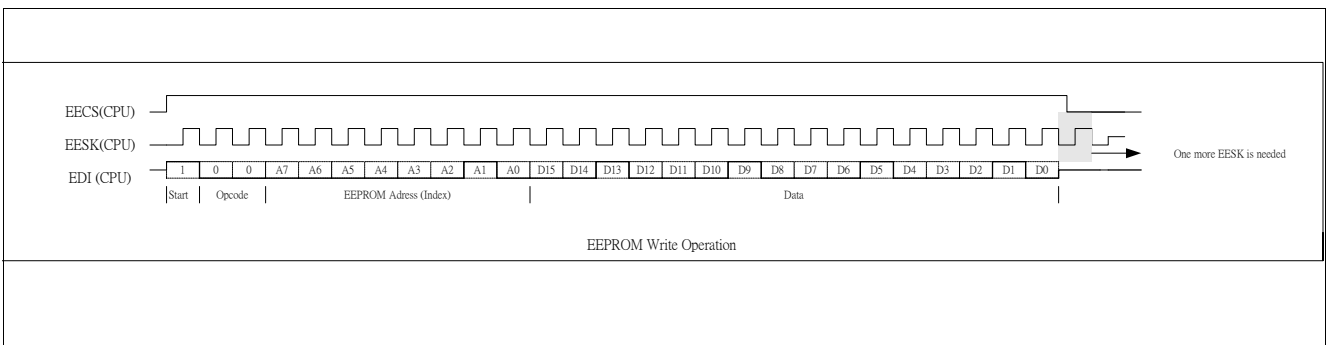 EECS(CPU)
EESK(CPU)
One more EESK is needed
EDI (CPU) 1 0 0 A7 A6 A5 A4 A3 A2 A1 A0 D15 D14 D13 D12 D11 D10 D9 D8 D7 D6 D5 D4 D3 D2 D1 D0
Start Opcode EEPROM Adress (Index) Data
EEPROM Write Operation